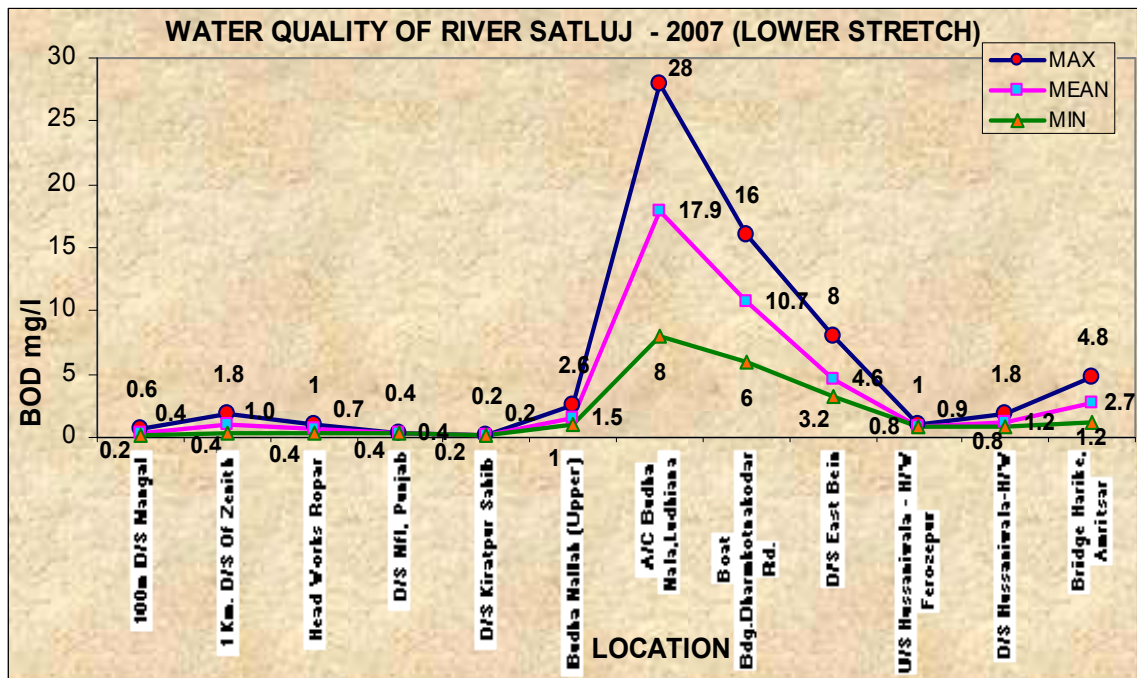 WATER QUALITY OF RIVER SATLUJ - 2007 (LOWER STRETCH)
MAX
MEAN
MIN
BOD mg/l
30
25
20
15
10
5
0
0.6
0.4
0.2
1.8
1.0
0.4
1
0.7
0.4
0.4
0.4
0.4
0.2
0.2
0.2
2.6
1.5
1
28
17.9
8
16
10.7
6
8
4.6
3.2
1
0.9
0.8
1.8
1.2
0.8
4.8
2.7
1.2
100m D/S Nangal
1 Km. D/S Of Zenith
Head Works Ropar
D/S Nfl, Punjab
D/S Kiratpur Sahib
Budha Nallah (Upper)
A/C Budha
Nala,Ludhiana
Boat
Bdg.Dharmkotnakodar
Rd.
D/S East Bein
U/S Hussaniwala - H/W
Ferozepur
D/S Hussaniwala-H/W
Bridge Harike,
Amritsar
LOCATION